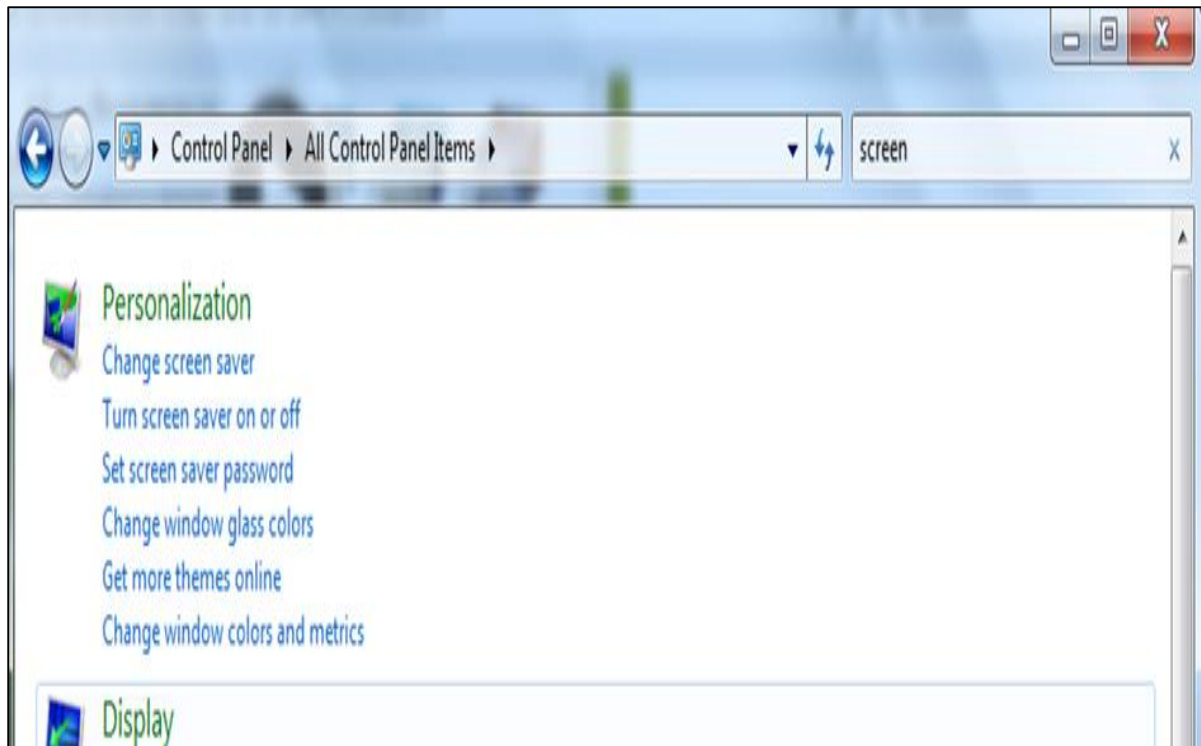 Control Panel All Control Panel Items
screen
Personalization
Change screen saver
Turn screen saver on or off
Set screen saver password
Change window glass colors
Get more themes online
Change window colors and metrics
Display